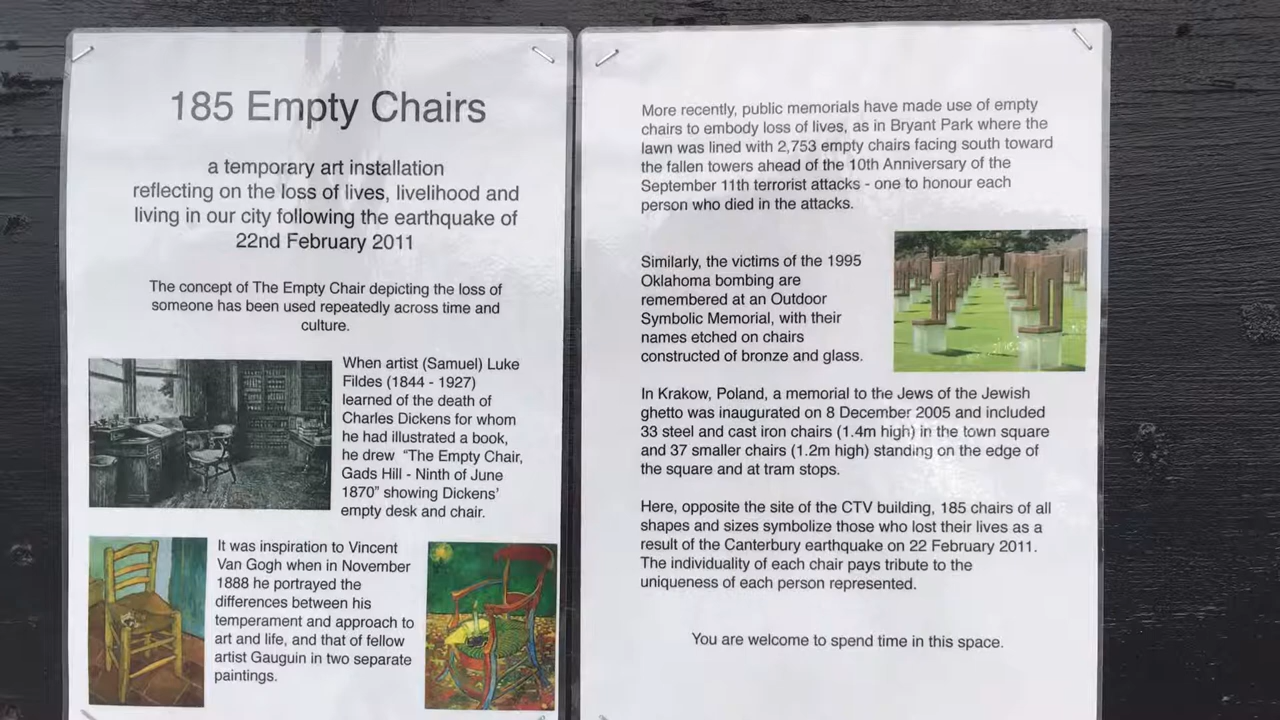 185 Empty Chairs
a temporary art installation
reflecting on the loss of lives, livelihood and
living in our city following the earthquake of
22nd February 2011
The concept of The Empty Chair depicting the loss of
someone has been used repeatedly across time and
culture.
When artist (Samuel) Luke
Fildes (1844 - 1927)
learned of the death of
Charles Dickens for whom
he had illustrated a book,
he drew "The Empty Chair,
Gads Hill - Ninth of June
1870" showing Dickens'
empty desk and chair.
It was inspiration to Vincent
Van Gogh when in November
1888 he portrayed the
differences between his
temperament and approach to
art and life, and that of fellow
artist Gauguin in two separate
paintings.
More recently, public memorials have made use of empty
chairs to embody loss of lives, as in Bryant Park where the
lawn was lined with 2,753 empty chairs facing south toward
the fallen towers ahead of the 10th Anniversary of the
September 11th terrorist attacks - one to honour each
person who died in the attacks.
Similarly, the victims of the 1995
Oklahoma bombing are
remembered at an Outdoor
Symbolic Memorial, with their
names etched on chairs
constructed of bronze and glass.
In Krakow, Poland, a memorial to the Jews of the Jewish
ghetto was inaugurated on 8 December 2005 and included
33 steel and cast iron chairs (1.4m high) in the town square
and 37 smaller chairs (1.2m high) standing on the edge of
the square and at tram stops.
Here, opposite the site of the CTV building, 185 chairs of all
shapes and sizes symbolize those who lost their lives as a
result of the Canterbury earthquake on 22 February 2011.
The individuality of each chair pays tribute to the
uniqueness of each person represented.
You are welcome to spend time in this space.